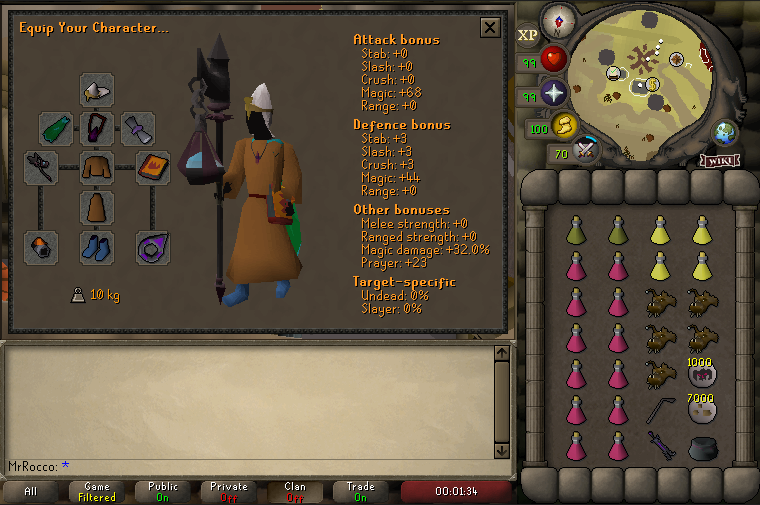 Equip Your Character...
Attack bonus
Stab: +0
Slash: +0
Crush: +0
Magic: +68
Range: +0
Defence bonus
Stab: +3
Slash: +3
Crush: +3
Magic: +44
Range: +0
Other bonuses
Melee strength: +0
Ranged strength: +0
Magic damage: +32.0%
Prayer: +23
Target-specific
Undead: 0%
Slayer: 0%
10 kg
XP
N
99
99
100
70
WIKI
1000
7000
MrRocco: *
All
Game
Filtered
Public
On
Private
Off
Clan
Off
Trade
On
00:01:34